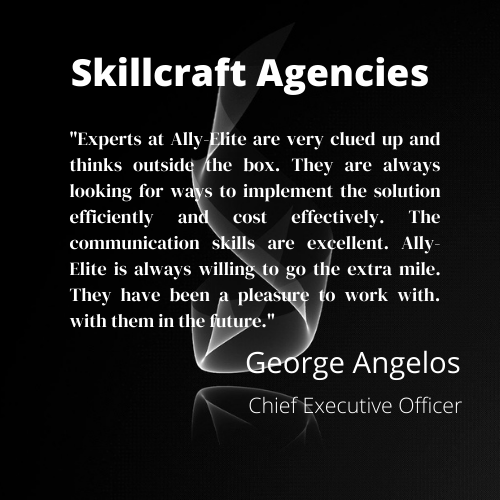 Skillcraft Agencies
"Experts at Ally-Elite are very clued up and
thinks outside the box. They are always
looking for ways to implement the solution
efficiently and cost effectively. The
communication skills are excellent. Ally-
Elite is always willing to go the extra mile.
They have been a pleasure to work with.
with them in the future."
George Angelos
Chief Executive Officer